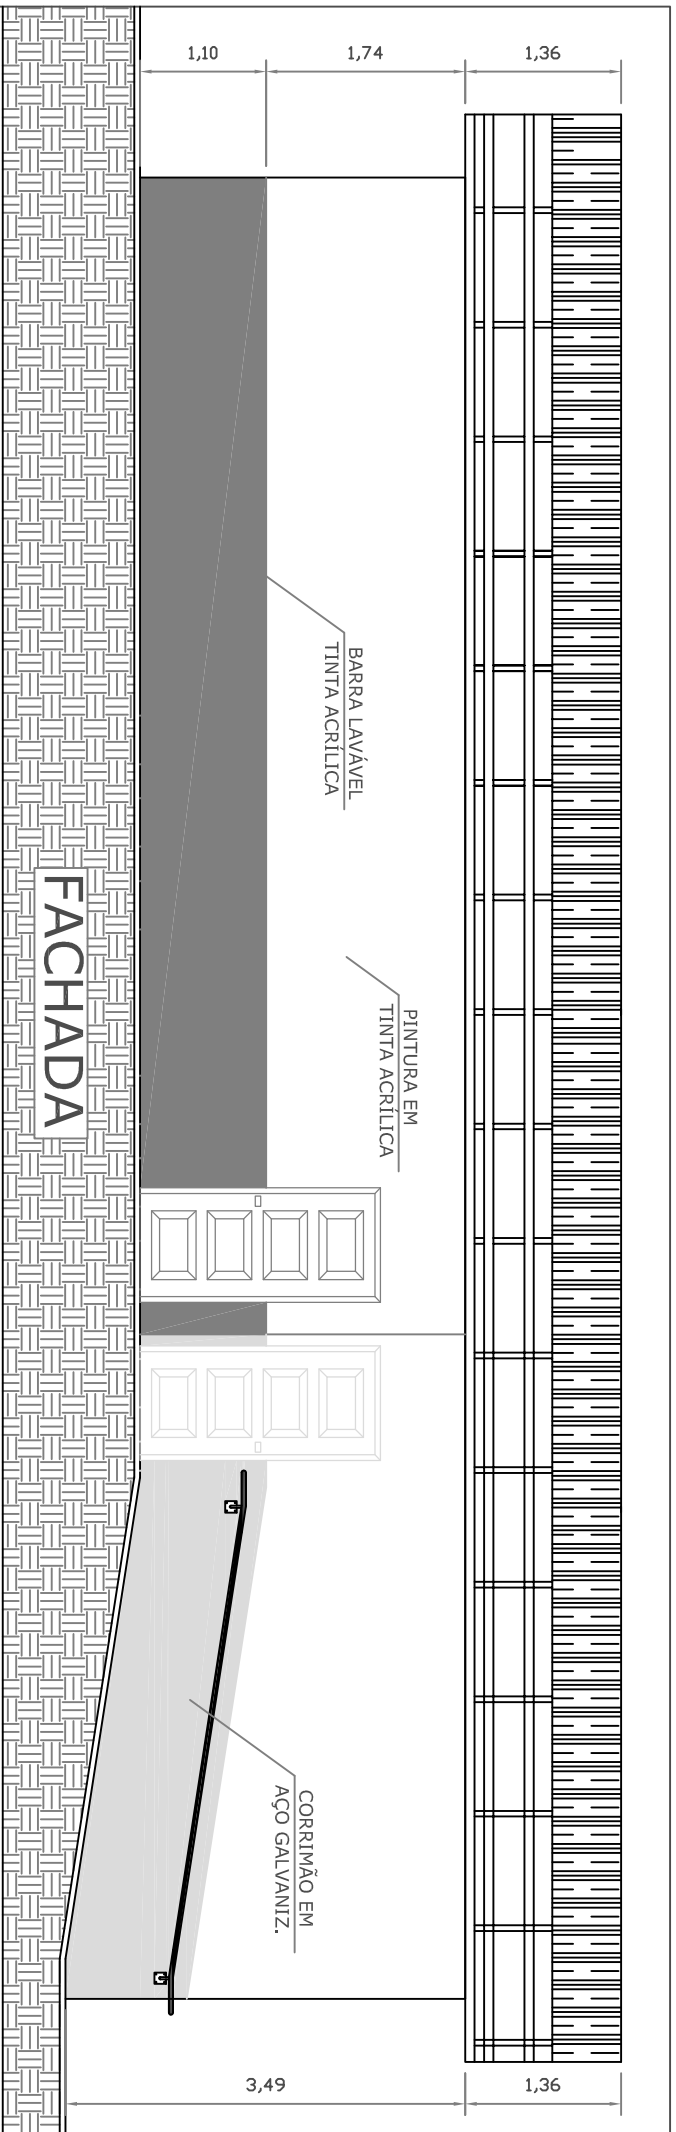 1,10
1,74
1,36
BARRA LAVÁVEL
TINTA ACRÍLICA
PINTURA EM
TINTA ACRÍLICA
FACHADA
CORRIMÃO EM
AÇO GALVANIZ.
3,49
1,36